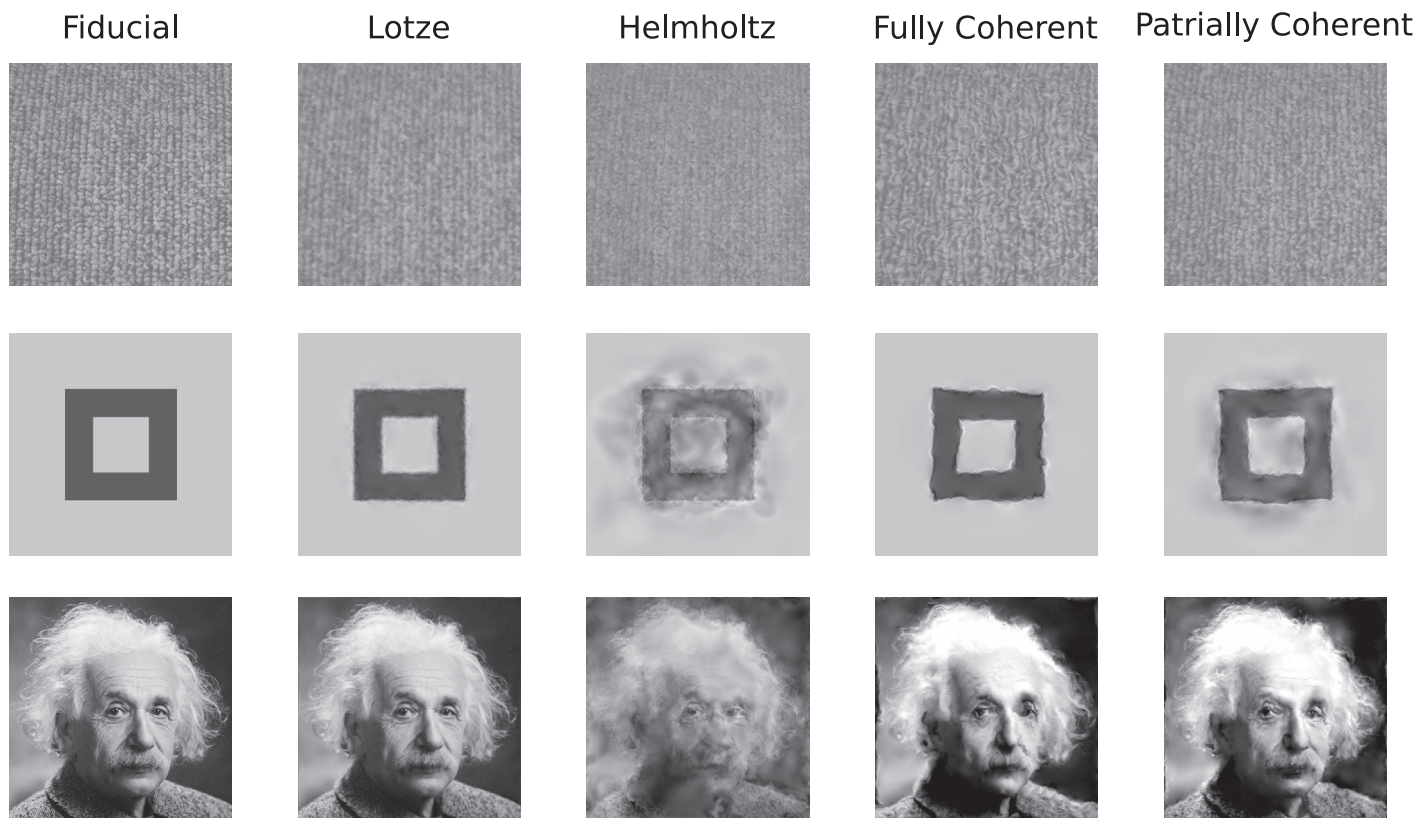 Fiducial
Lotze
Helmholtz
Fully Coherent
Patrially Coherent